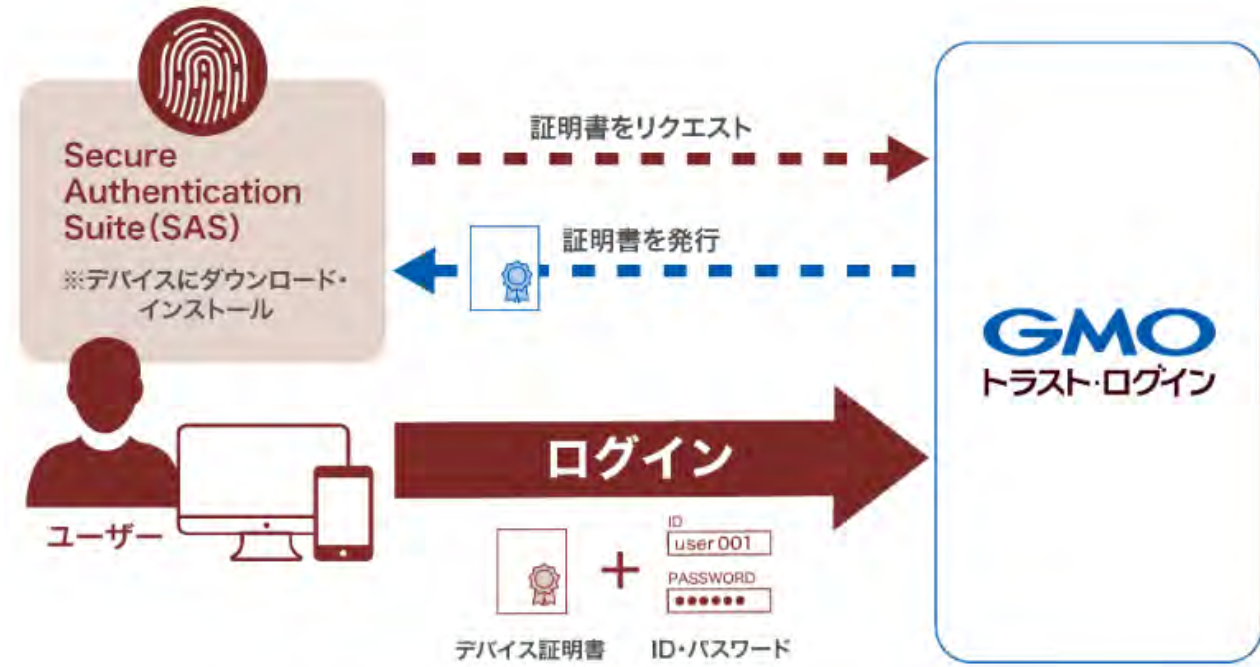 Secure
Authentication
Suite(SAS)
※デバイスにダウンロード・
インストール
証明書をリクエスト
証明書を発行
GMO
トラスト・ログイン
ユーザー
ログイン
ID
user001
PASSWORD
●●●●●●
デバイス証明書
+
ID・パスワード